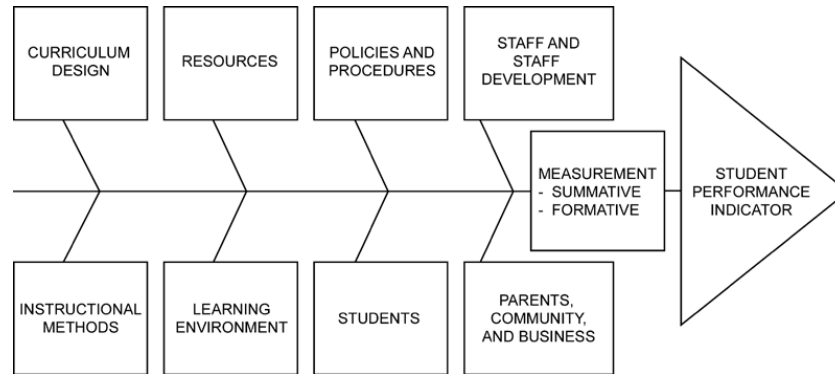 CURRICULUM
DESIGN
RESOURCES
POLICIES AND
PROCEDURES
STAFF AND
STAFF
DEVELOPMENT
MEASUREMENT
- SUMMATIVE
- FORMATIVE
STUDENT
PERFORMANCE
INDICATOR
INSTRUCTIONAL
METHODS
LEARNING
ENVIRONMENT
STUDENTS
PARENTS,
COMMUNITY,
AND BUSINESS